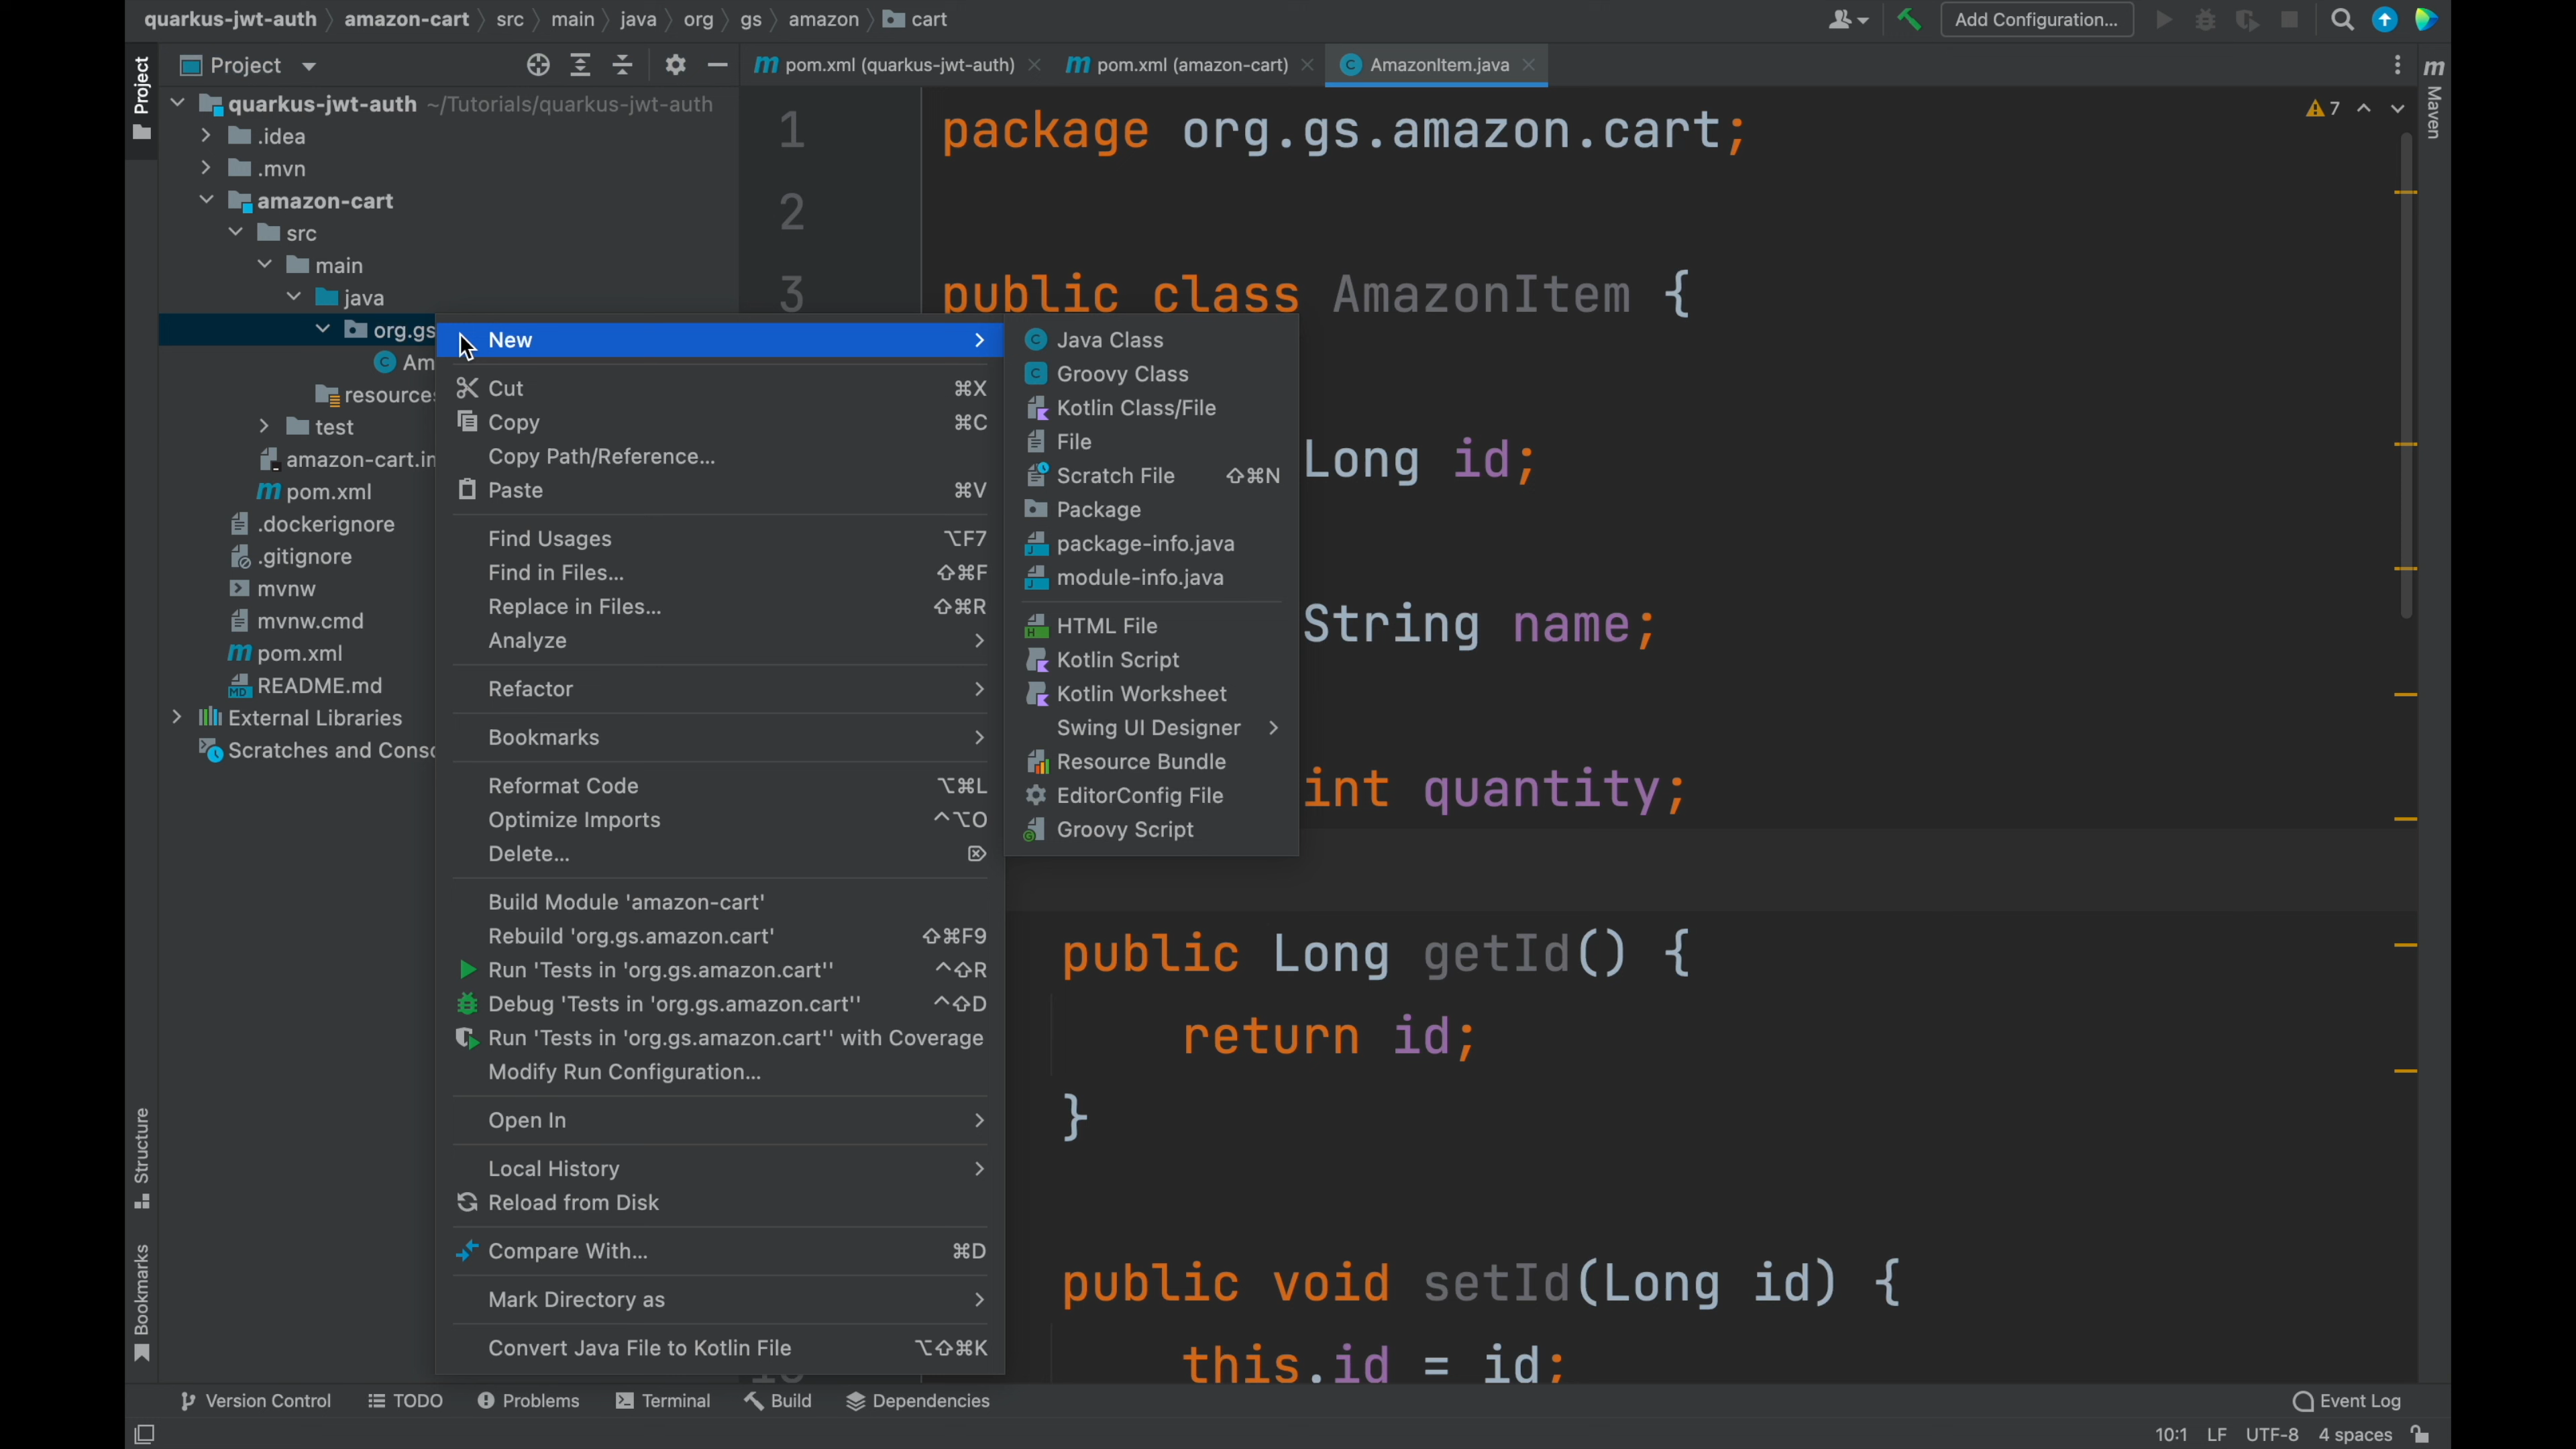 quarkus-jwt-auth amazon-cart src main java org gs amazon cart
Add Configuration...
Project
Project
pom.xml (quarkus-jwt-auth)
pom.xml (amazon-cart)
AmazonItem.java
Maven
7
quarkus-jwt-auth ~/Tutorials/quarkus-jwt-auth
.idea
.mvn
amazon-cart
src
main
java
org.gs
Am
resources
test
amazon-cart.im
pom.xml
.dockerignore
.gitignore
mvnw
mvnw.cmd
pom.xml
README.md
External Libraries
Scratches and Conso
New
Cut ⌘X
Copy ⌘C
Copy Path/Reference...
Paste ⌘V
Find Usages ⌥F7
Find in Files... ⇧⌘F
Replace in Files... ⇧⌘R
Analyze
Refactor
Bookmarks
Reformat Code ⌥⌘L
Optimize Imports ^⌥O
Delete... ⌦
Build Module 'amazon-cart'
Rebuild 'org.gs.amazon.cart' ⇧⌘F9
Run 'Tests in 'org.gs.amazon.cart'' ^⇧R
Debug 'Tests in 'org.gs.amazon.cart'' ^⇧D
Run 'Tests in 'org.gs.amazon.cart'' with Coverage
Modify Run Configuration...
Open In
Local History
Reload from Disk
Compare With... ⌘D
Mark Directory as
Convert Java File to Kotlin File ⌥⇧⌘K
Java Class
Groovy Class
Kotlin Class/File
File
Scratch File ⇧⌘N
Package
package-info.java
module-info.java
HTML File
Kotlin Script
Kotlin Worksheet
Swing UI Designer
Resource Bundle
EditorConfig File
Groovy Script
1 package org.gs.amazon.cart;
2
3 public class AmazonItem {
Long id;
String name;
int quantity;
public Long getId() {
return id;
}
public void setId(Long id) {
this.id = id;
Structure
Bookmarks
Version Control
TODO
Problems
Terminal
Build
Dependencies
Event Log
10:1 LF UTF-8 4 spaces